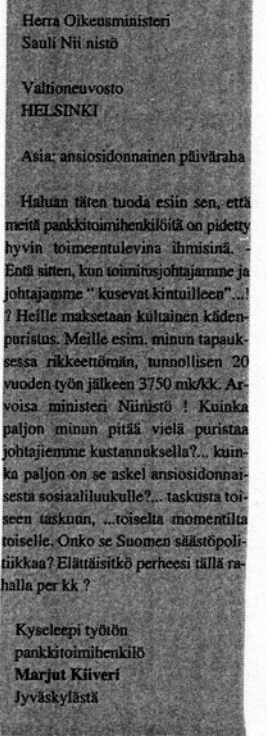 Herra Oikeusministeri
Sauli Nii nistö
Valtioneuvosto
HELSINKI
Asia: ansiosidonnainen päiväraha
Haluan täten tuoda esiin sen, että
meitä pankkitoimihenkilöitä on pidetty
hyvin toimeentulevina ihmisinä. -
Entä sitten, kun toimitusjohtajamme ja
johtajamme “ kusevat kintuilleen”...!
? Heille maksetaan kultainen käden-
puristus. Meille esim. minun tapauk-
sessa rikkeettömän, tunnollisen 20
vuoden työn jälkeen 3750 mk/kk. Ar-
voisa ministeri Niinistö ! Kuinka
paljon minun pitää vielä puristaa
johtajiemme kustannuksella?... kuin-
ka paljon on se askel ansiosidonnai-
sesta sosiaaliluukulle?... taskusta toi-
seen taskuun, ...toiselta momentilta
toiselle. Onko se Suomen säästöpoli-
tiikkaa? Elättäisitkö perheesi tällä ra-
halla per kk ?
Kyseleepi työtön
pankkitoimihenkilö
Marjut Kiiveri
Jyväskylästä